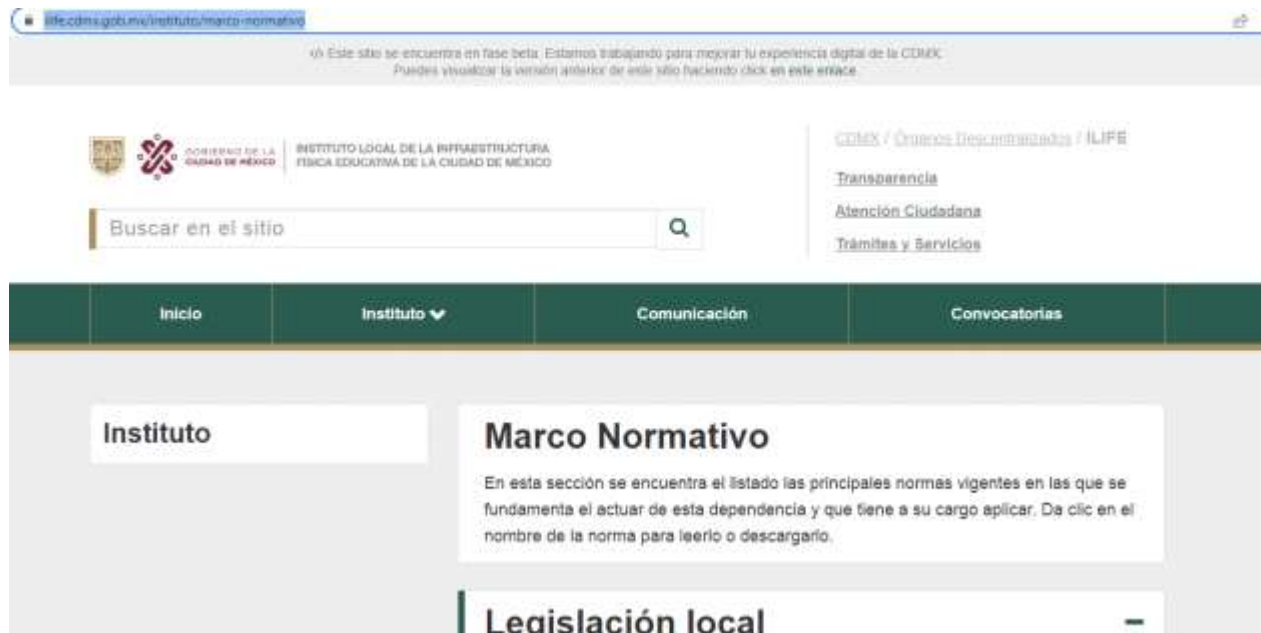 ilife.cdmx.gob.mx/instituto/marco-normativo
</> Este sitio se encuentra en fase beta. Estamos trabajando para mejorar tu experiencia digital de la CDMX.
Puedes visualizar la versión anterior de este sitio haciendo click en este enlace.
GOBIERNO DE LA
CIUDAD DE MÉXICO
INSTITUTO LOCAL DE LA INFRAESTRUCTURA
FÍSICA EDUCATIVA DE LA CIUDAD DE MÉXICO
CDMX / Órganos Descentralizados / ILIFE
Transparencia
Atención Ciudadana
Trámites y Servicios
Buscar en el sitio
Inicio
Instituto
Comunicación
Convocatorias
Instituto
Marco Normativo
En esta sección se encuentra el listado las principales normas vigentes en las que se
fundamenta el actuar de esta dependencia y que tiene a su cargo aplicar. Da clic en el
nombre de la norma para leerlo o descargarlo.
Legislación local